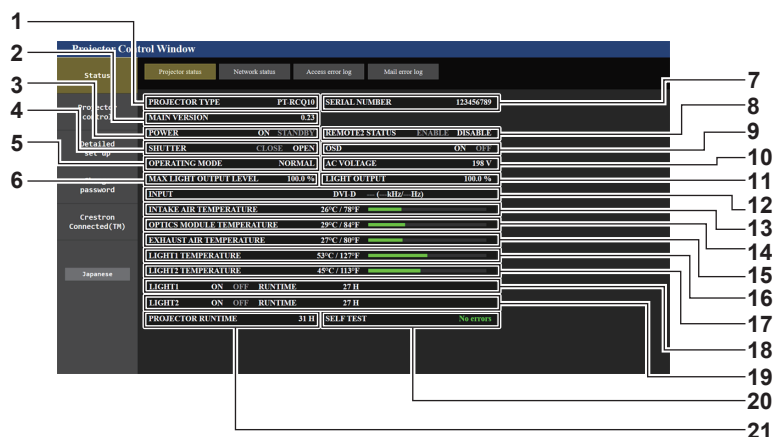 1
2
3
4
5
6
Projector Control Window
Status
Projector
control
Detailed
set up
password
Crestron
Connected(TM)
Japanese
Projector status Network status Access error log Mail error log
PROJECTOR TYPE PT-RCQ10 SERIAL NUMBER 123456789
MAIN VERSION 0.23
POWER ON STANDBY REMOTE2 STATUS ENABLE DISABLE
SHUTTER CLOSE OPEN OSD ON OFF
OPERATING MODE NORMAL AC VOLTAGE 198 V
MAX LIGHT OUTPUT LEVEL 100.0 % LIGHT OUTPUT 100.0 %
INPUT DVI-D --- (---kHz/---Hz)
INTAKE AIR TEMPERATURE 26°C / 78°F
OPTICS MODULE TEMPERATURE 29°C / 84°F
EXHAUST AIR TEMPERATURE 27°C / 80°F
LIGHT1 TEMPERATURE 53°C / 127°F
LIGHT2 TEMPERATURE 45°C / 113°F
LIGHT1 ON OFF RUNTIME 27 H
LIGHT2 ON OFF RUNTIME 27 H
PROJECTOR RUNTIME 31 H SELF TEST No errors
7
8
9
10
11
12
13
14
15
16
17
18
19
20
21